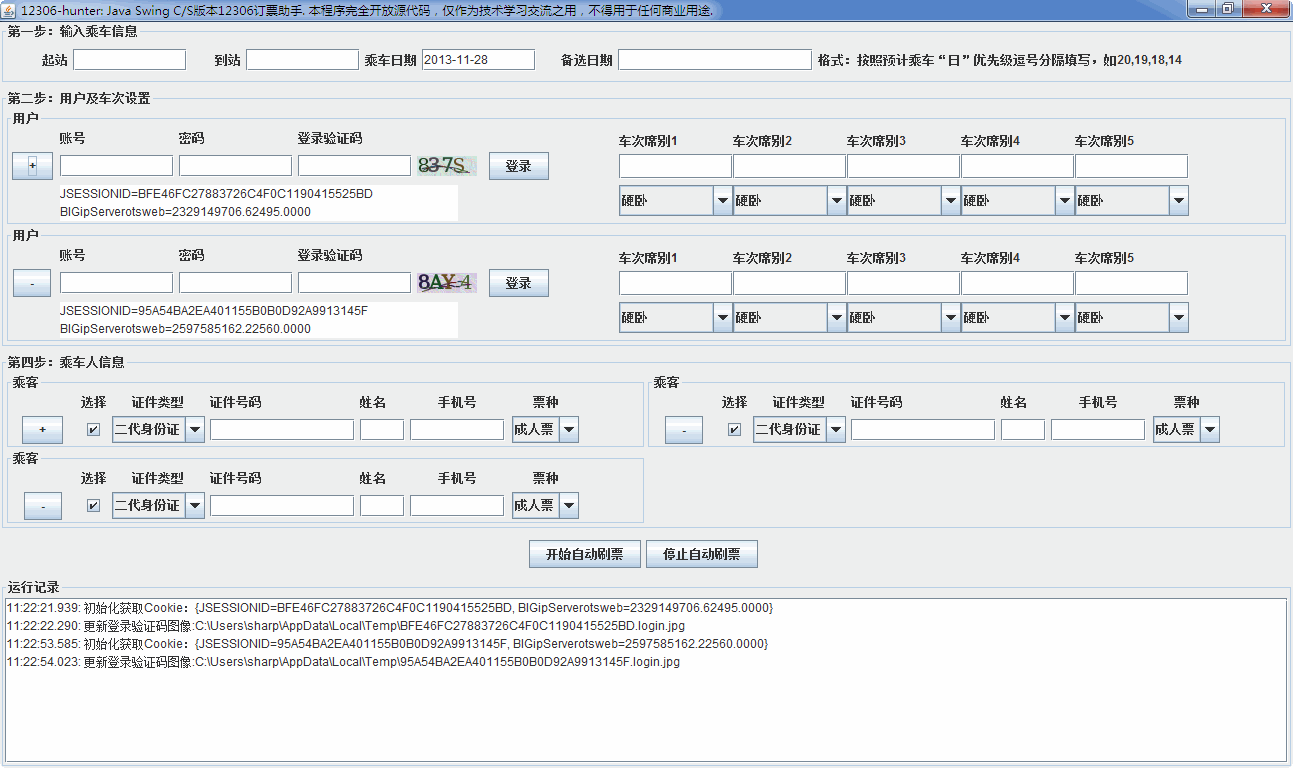 12306-hunter: Java Swing C/S版本12306订票助手. 本程序完全开放源代码，仅作为技术学习交流之用，不得用于任何商业用途.
第一步：输入乘车信息
起站 到站 乘车日期 2013-11-28 备选日期 格式：按照预计乘车“日”优先级逗号分隔填写，如20,19,18,14
第二步：用户及车次设置
用户
账号 密码 登录验证码 车次席别1 车次席别2 车次席别3 车次席别4 车次席别5
+ 837S 登录
JSESSIONID=BFE46FC27883726C4F0C1190415525BD 硬卧 硬卧 硬卧 硬卧 硬卧
BIGipServerotsweb=2329149706.62495.0000
用户
账号 密码 登录验证码 车次席别1 车次席别2 车次席别3 车次席别4 车次席别5
- 8AY4 登录
JSESSIONID=95A54BA2EA401155B0B0D92A9913145F 硬卧 硬卧 硬卧 硬卧 硬卧
BIGipServerotsweb=2597585162.22560.0000
第四步：乘车人信息
乘客 乘客
选择 证件类型 证件号码 姓名 手机号 票种 选择 证件类型 证件号码 姓名 手机号 票种
+ 二代身份证 成人票 - 二代身份证 成人票
乘客
选择 证件类型 证件号码 姓名 手机号 票种
- 二代身份证 成人票
开始自动刷票 停止自动刷票
运行记录
11:22:21.939: 初始化获取Cookie：{JSESSIONID=BFE46FC27883726C4F0C1190415525BD, BIGipServerotsweb=2329149706.62495.0000}
11:22:22.290: 更新登录验证码图像:C:\Users\sharp\AppData\Local\Temp\BFE46FC27883726C4F0C1190415525BD.login.jpg
11:22:53.585: 初始化获取Cookie：{JSESSIONID=95A54BA2EA401155B0B0D92A9913145F, BIGipServerotsweb=2597585162.22560.0000}
11:22:54.023: 更新登录验证码图像:C:\Users\sharp\AppData\Local\Temp\95A54BA2EA401155B0B0D92A9913145F.login.jpg